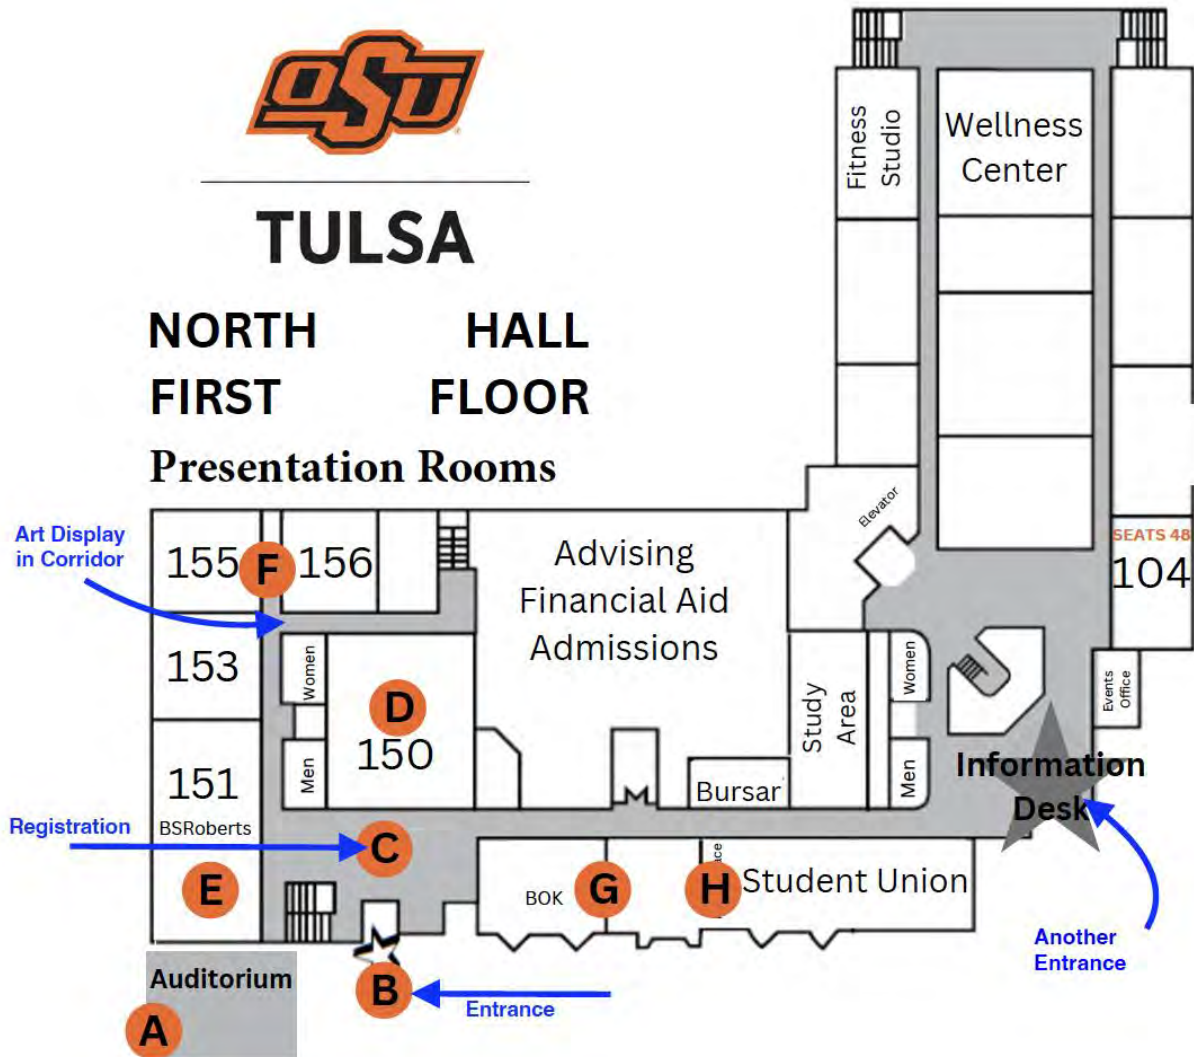 OSU
TULSA
NORTH HALL
FIRST FLOOR
Presentation Rooms
Fitness
Studio
Wellness
Center
Elevator
SEATS 48
104
Art Display
in Corridor
155
F
156
Advising
Financial Aid
Admissions
153
Women
D
150
Men
Study
Area
Women
Men
Events
Office
151
BSRoberts
Bursar
Information
Desk
Registration
C
E
BOK
G
H
Student Union
Another
Entrance
Auditorium
A
B
Entrance